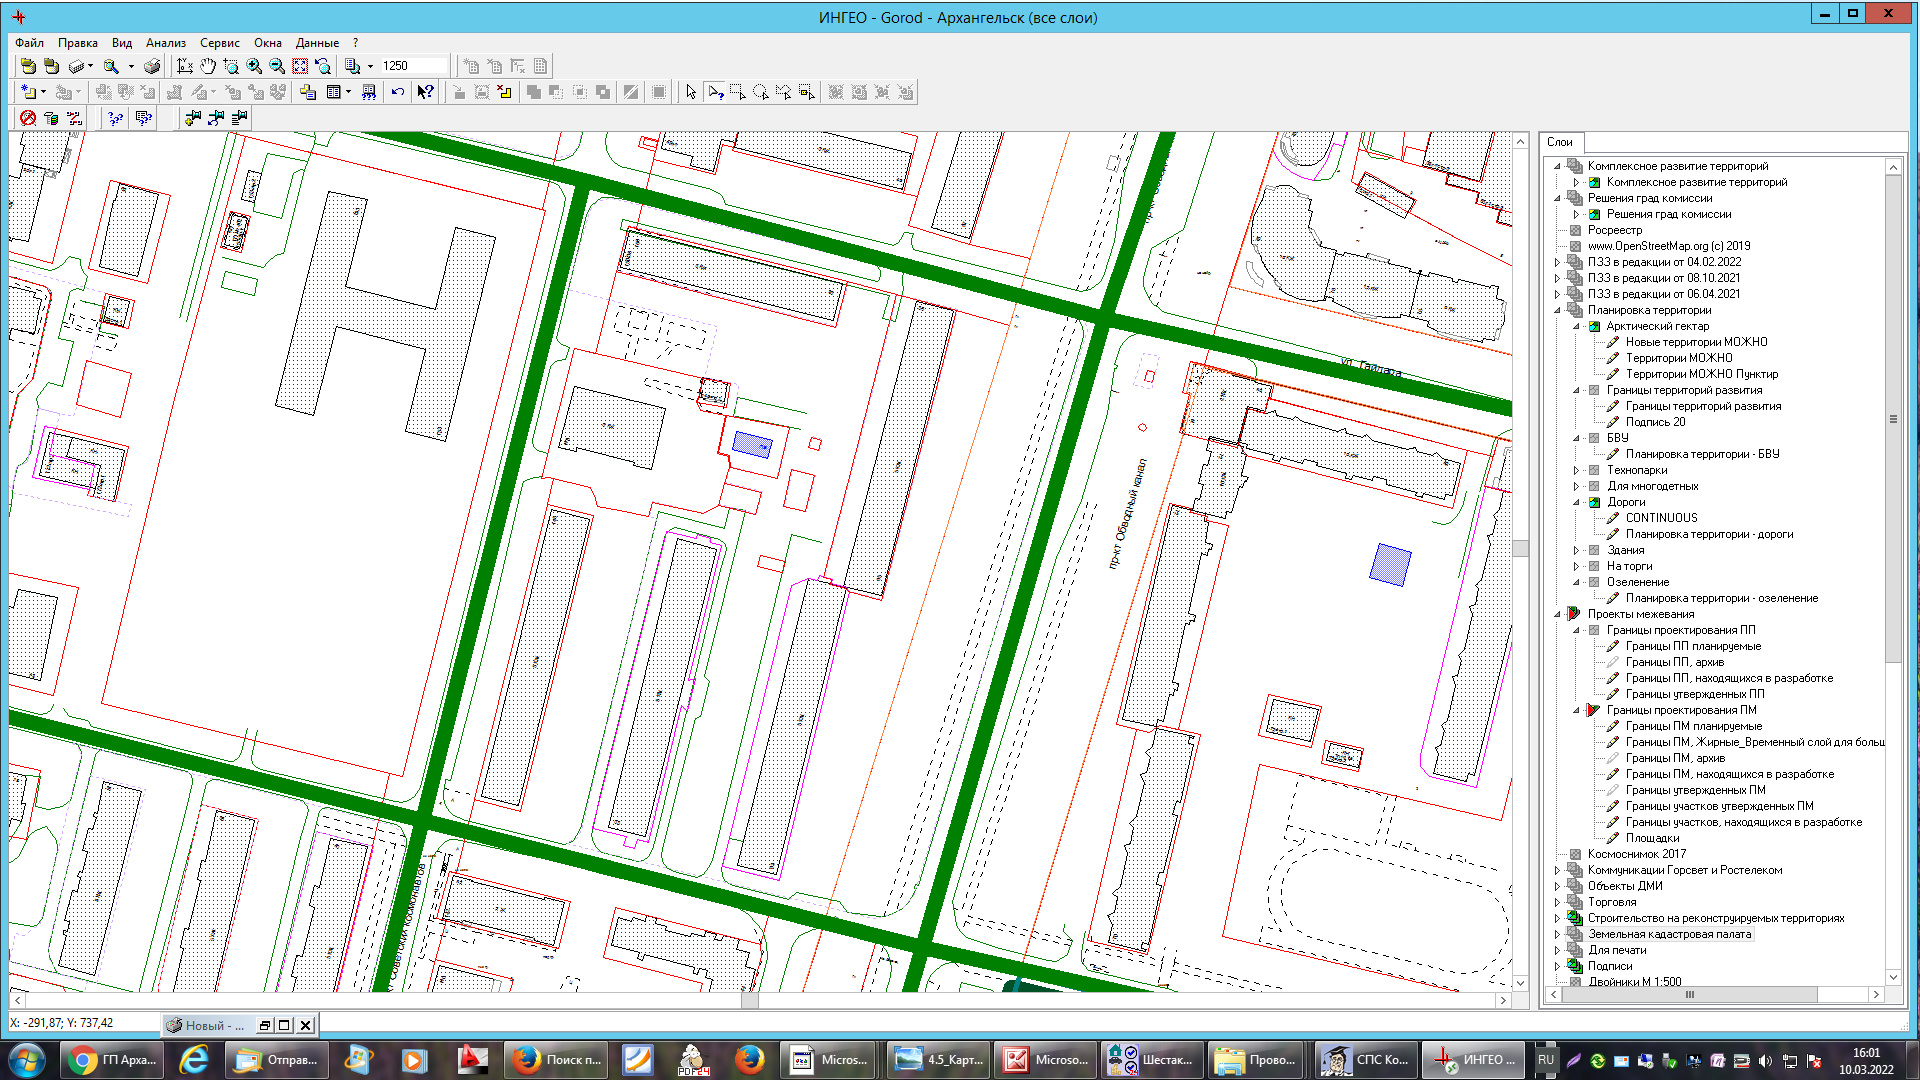 ИНГЕО - Gorod - Архангельск (все слои)
Файл Правка Вид Анализ Сервис Окна Данные ?
1250
Слои
Комплексное развитие территорий
Комплексное развитие территорий
Решения град комиссии
Решения град комиссии
Росреестр
www.OpenStreetMap.org (c) 2019
ПЗЗ в редакции от 04.02.2022
ПЗЗ в редакции от 08.10.2021
ПЗЗ в редакции от 06.04.2021
Планировка территории
Арктический гектар
Новые территории МОЖНО
Территории МОЖНО
Территории МОЖНО Пунктир
Границы территорий развития
Границы территорий развития
Подпись 20
БВУ
Планировка территории - БВУ
Технопарки
Для многодетных
Дороги
CONTINUOUS
Планировка территории - дороги
Здания
На торги
Озеленение
Планировка территории - озеленение
Проекты межевания
Границы проектирования ПП
Границы ПП планируемые
Границы ПП, архив
Границы ПП, находящихся в разработке
Границы утвержденных ПП
Границы проектирования ПМ
Границы ПМ планируемые
Границы ПМ, Жирные_Временный слой для больш
Границы ПМ, архив
Границы ПМ, находящихся в разработке
Границы утвержденных ПМ
Границы участков утвержденных ПМ
Границы участков, находящихся в разработке
Площадки
Космоснимок 2017
Коммуникации Горсвет и Ростелеком
Объекты ДМИ
Торговля
Строительство на реконструируемых территориях
Земельная кадастровая палата
Для печати
Подписи
Двойники М 1:500
ул. Гайдара
пр-кт Обводный канал
Советских космонавтов
X: -291,87; Y: 737,42
Новый - ...
ГП Арха...
Отправ...
Поиск п...
PDF24
Micros...
4.5_Карт...
Microso...
Шестак...
Прово...
СПС Ко...
ИНГЕО ...
RU
16:01
10.03.2022